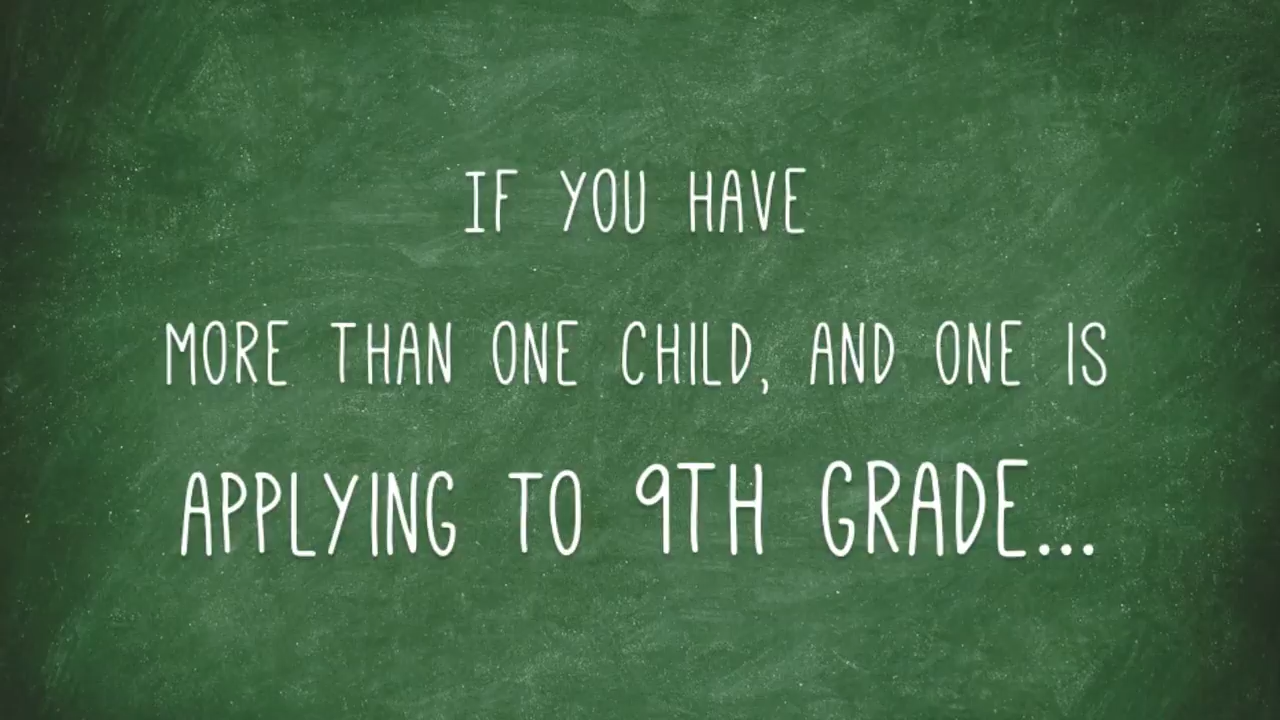 IF YOU HAVE
MORE THAN ONE CHILD, AND ONE IS
APPLYING TO 9TH GRADE...